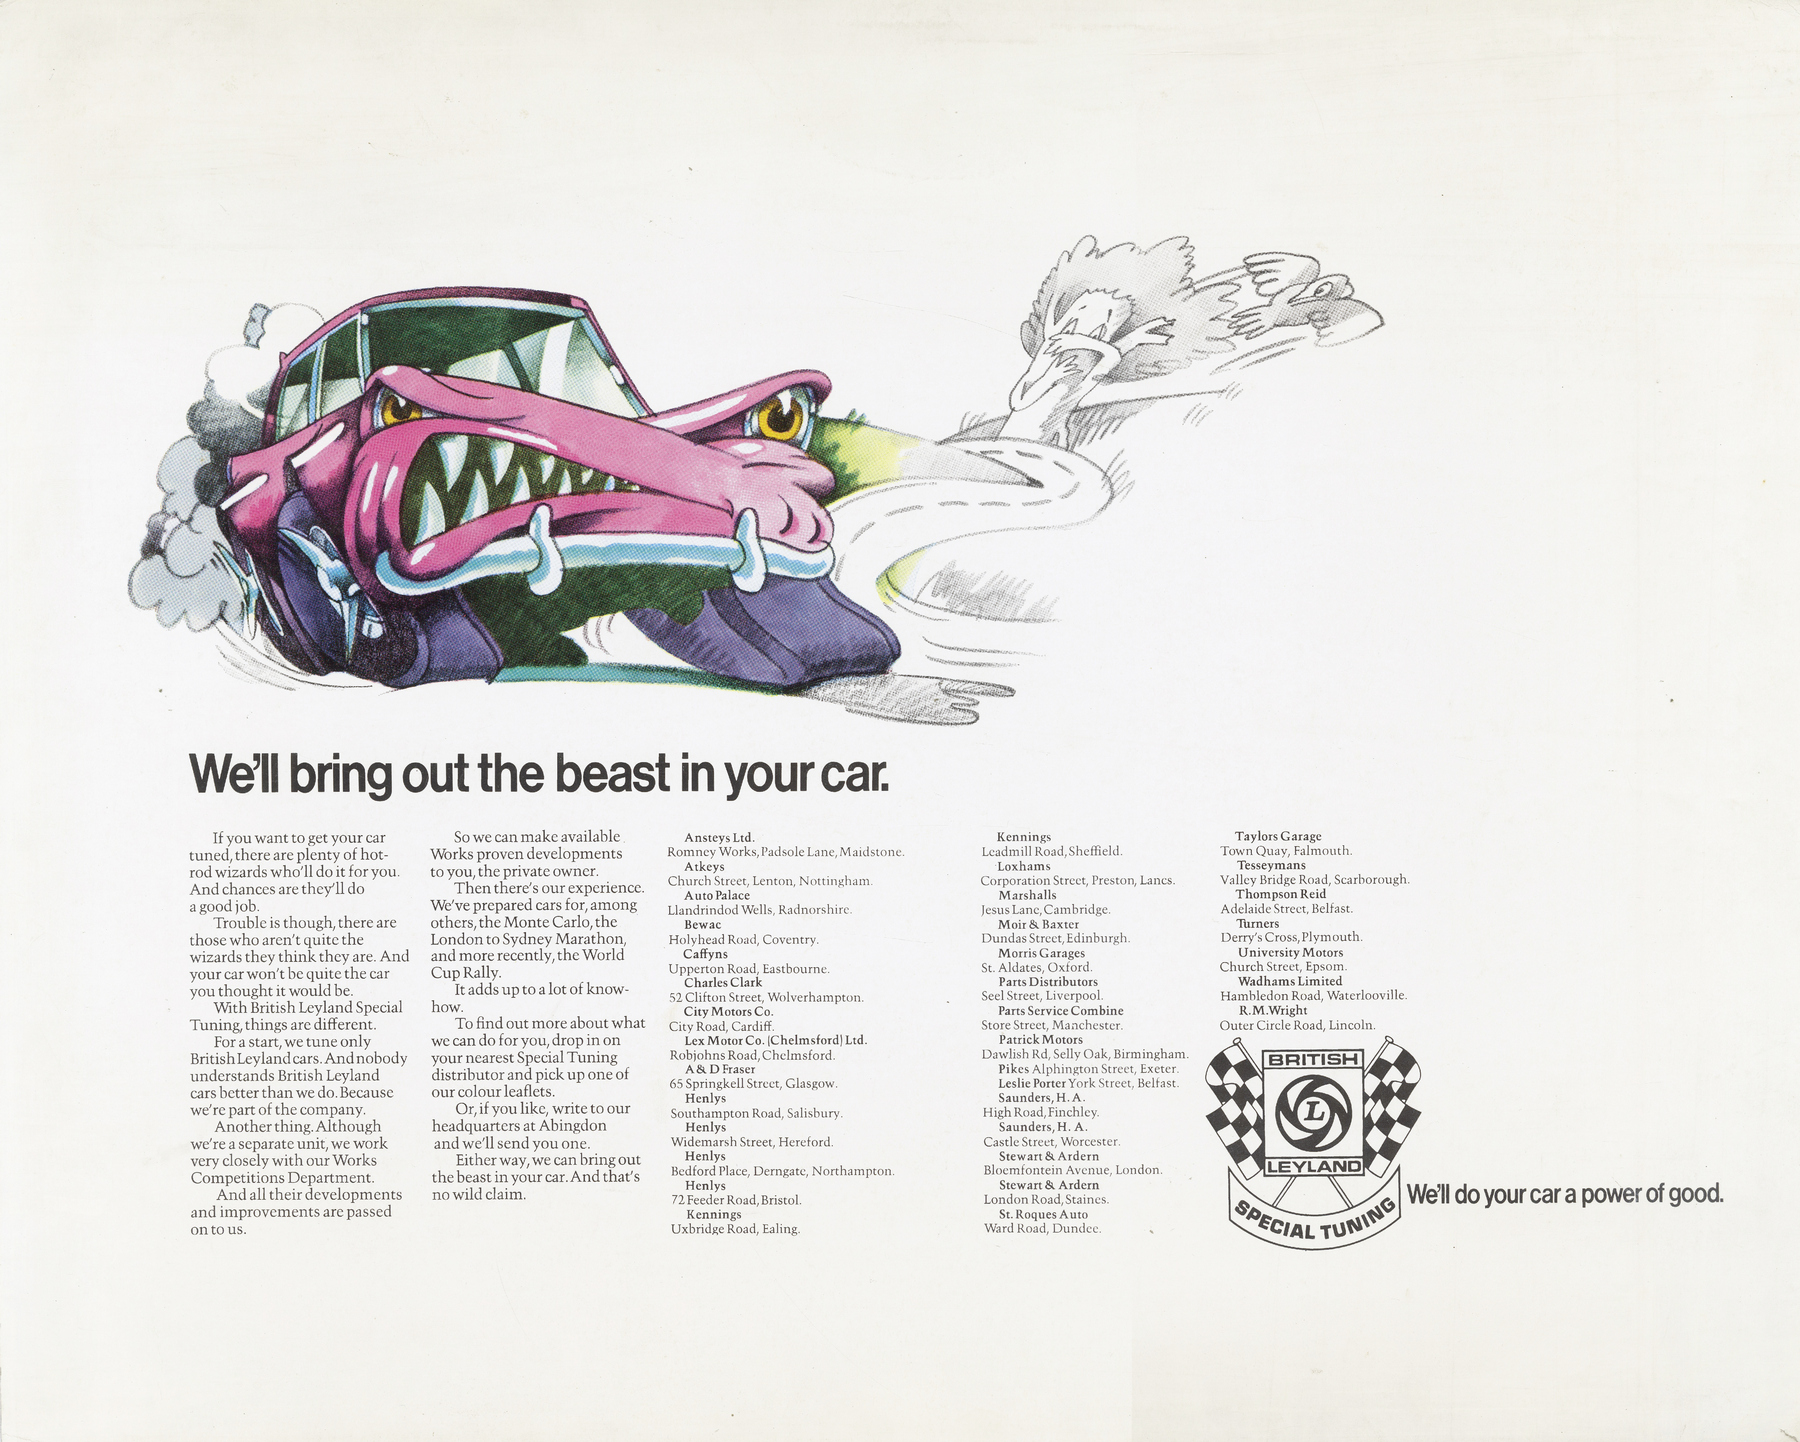 We'll bring out the beast in your car.
If you want to get your car
tuned, there are plenty of hot-
rod wizards who'll do it for you.
And chances are they'll do
a good job.
Trouble is though, there are
those who aren't quite the
wizards they think they are. And
your car won't be quite the car
you thought it would be.
With British Leyland Special
Tuning, things are different.
For a start, we tune only
British Leyland cars. And nobody
understands British Leyland
cars better than we do. Because
we're part of the company.
Another thing. Although
we're a separate unit, we work
very closely with our Works
Competitions Department.
And all their developments
and improvements are passed
on to us.
So we can make available
Works proven developments
to you, the private owner.
Then there's our experience.
We've prepared cars for, among
others, the Monte Carlo, the
London to Sydney Marathon,
and more recently, the World
Cup Rally.
It adds up to a lot of know-
how.
To find out more about what
we can do for you, drop in on
your nearest Special Tuning
distributor and pick up one of
our colour leaflets.
Or, if you like, write to our
headquarters at Abingdon
and we'll send you one.
Either way, we can bring out
the beast in your car. And that's
no wild claim.
Ansteys Ltd.
Romney Works, Padsole Lane, Maidstone.
Atkeys
Church Street, Lenton, Nottingham.
Auto Palace
Llandrindod Wells, Radnorshire.
Bewac
Holyhead Road, Coventry.
Caffyns
Upperton Road, Eastbourne.
Charles Clark
52 Clifton Street, Wolverhampton.
City Motors Co.
City Road, Cardiff.
Lex Motor Co. (Chelmsford) Ltd.
Robjohns Road, Chelmsford.
A & D Fraser
65 Springkell Street, Glasgow.
Henlys
Southampton Road, Salisbury.
Henlys
Widemarsh Street, Hereford.
Henlys
Bedford Place, Derngate, Northampton.
Henlys
72 Feeder Road, Bristol.
Kennings
Uxbridge Road, Ealing.
Kennings
Leadmill Road, Sheffield.
Loxhams
Corporation Street, Preston, Lancs.
Marshalls
Jesus Lane, Cambridge.
Moir & Baxter
Dundas Street, Edinburgh.
Morris Garages
St. Aldates, Oxford.
Parts Distributors
Seel Street, Liverpool.
Parts Service Combine
Store Street, Manchester.
Patrick Motors
Dawlish Rd, Selly Oak, Birmingham.
Pikes Alphington Street, Exeter.
Leslie Porter York Street, Belfast.
Saunders, H. A.
High Road, Finchley.
Saunders, H. A.
Castle Street, Worcester.
Stewart & Ardern
Bloemfontein Avenue, London.
Stewart & Ardern
London Road, Staines.
St. Roques Auto
Ward Road, Dundee.
Taylors Garage
Town Quay, Falmouth.
Tesseymans
Valley Bridge Road, Scarborough.
Thompson Reid
Adelaide Street, Belfast.
Turners
Derry's Cross, Plymouth.
University Motors
Church Street, Epsom.
Wadhams Limited
Hambledon Road, Waterlooville.
R.M. Wright
Outer Circle Road, Lincoln.
BRITISH
L
LEYLAND
SPECIAL TUNING
We'll do your car a power of good.